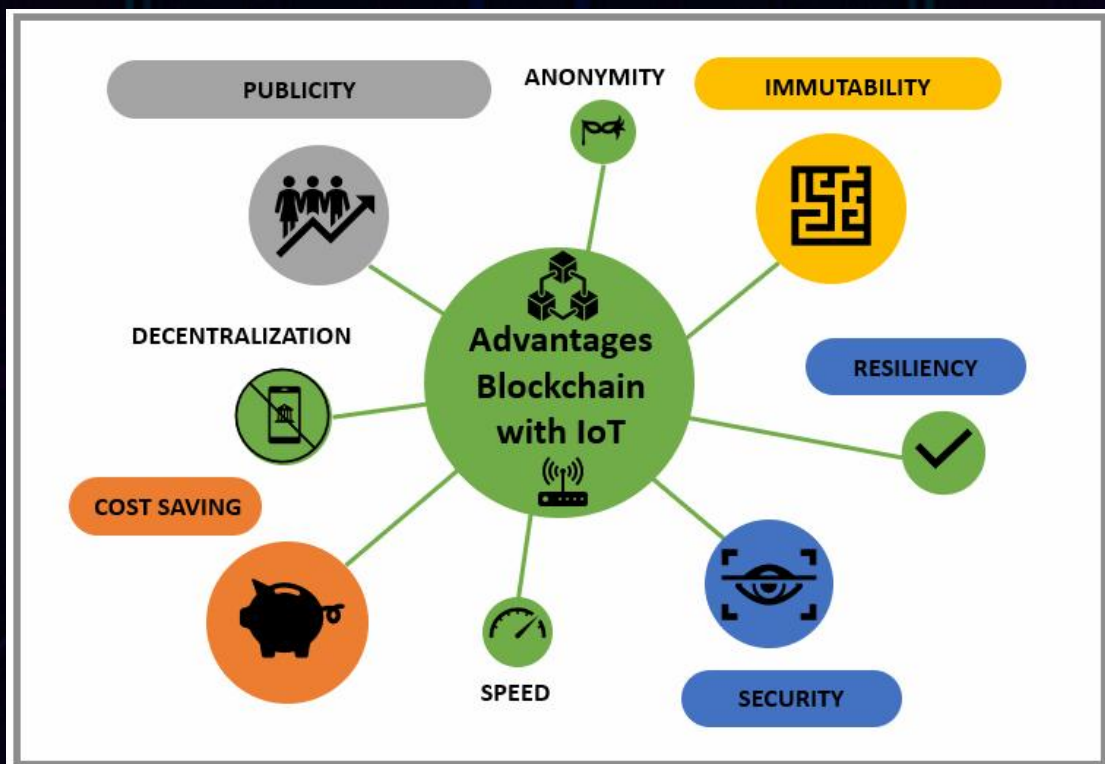 PUBLICITY
ANONYMITY
IMMUTABILITY
DECENTRALIZATION
Advantages
Blockchain
with IoT
RESILIENCY
COST SAVING
SPEED
SECURITY